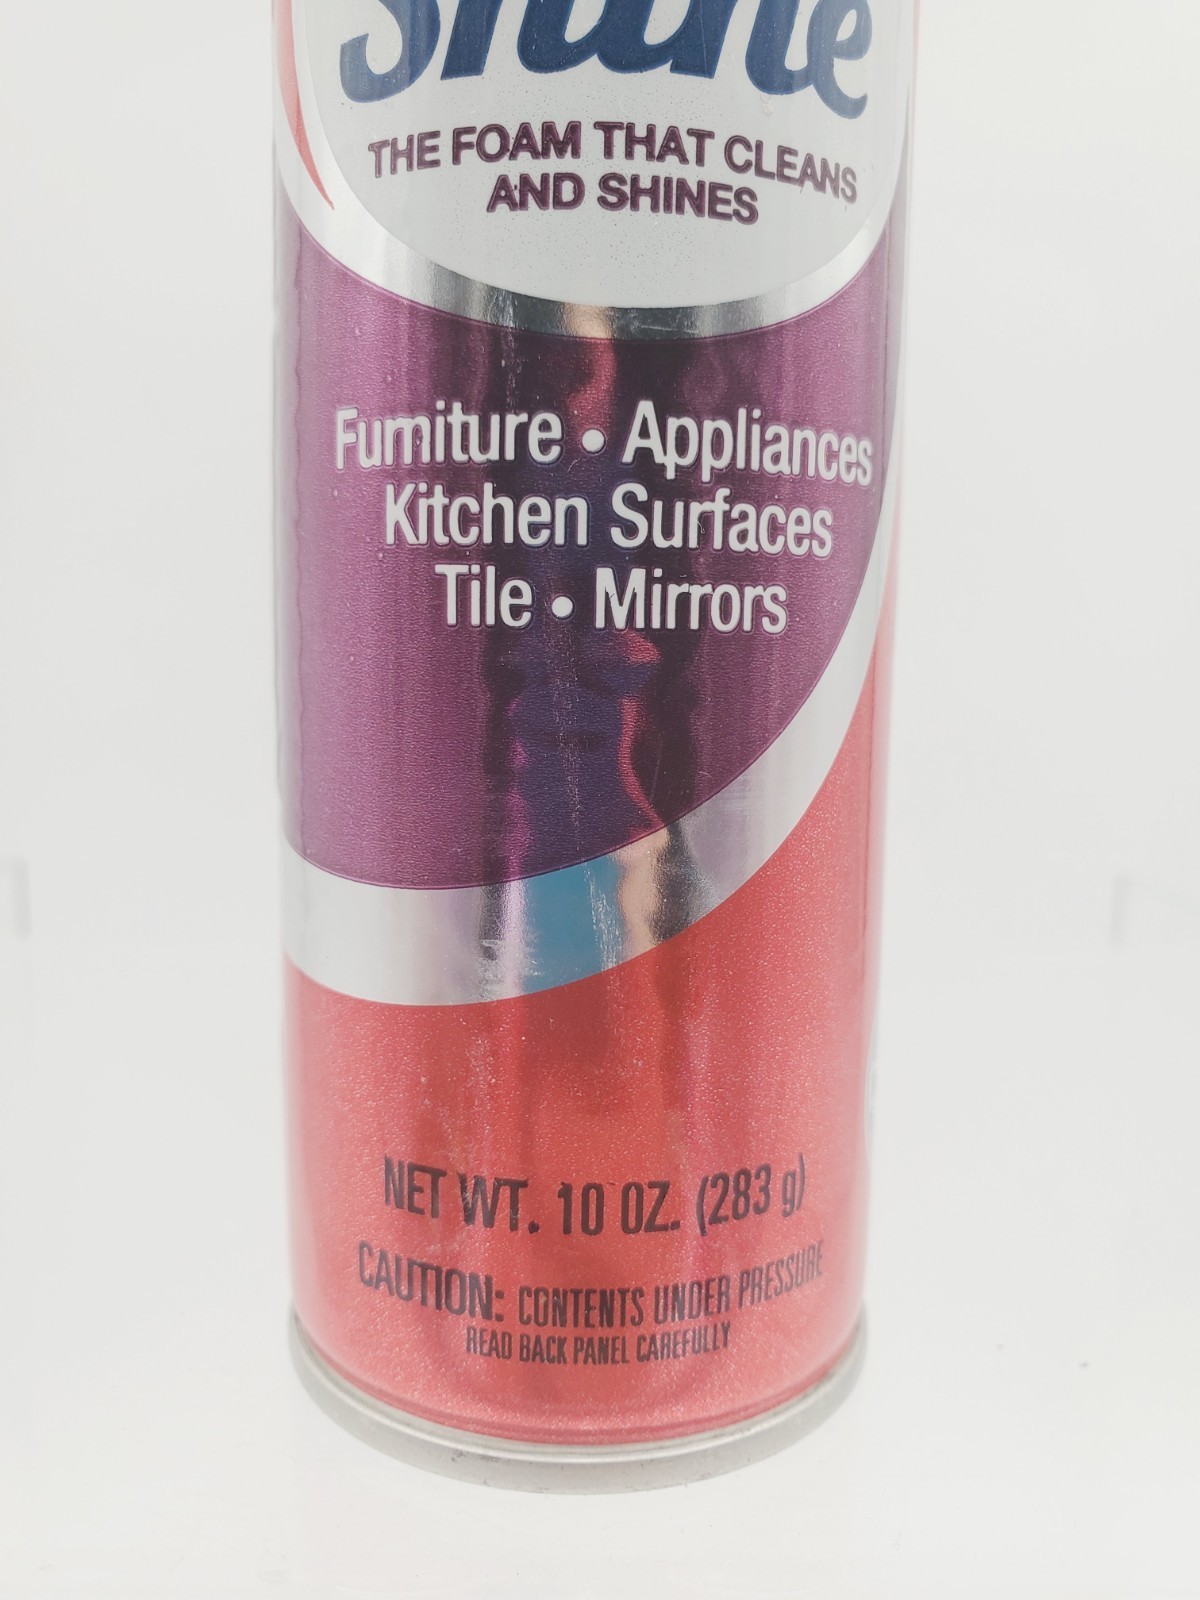 Shine
THE FOAM THAT CLEANS
AND SHINES
Furniture • Appliances
Kitchen Surfaces
Tile • Mirrors
NET WT. 10 OZ. (283 g)
CAUTION: CONTENTS UNDER PRESSURE
READ BACK PANEL CAREFULLY